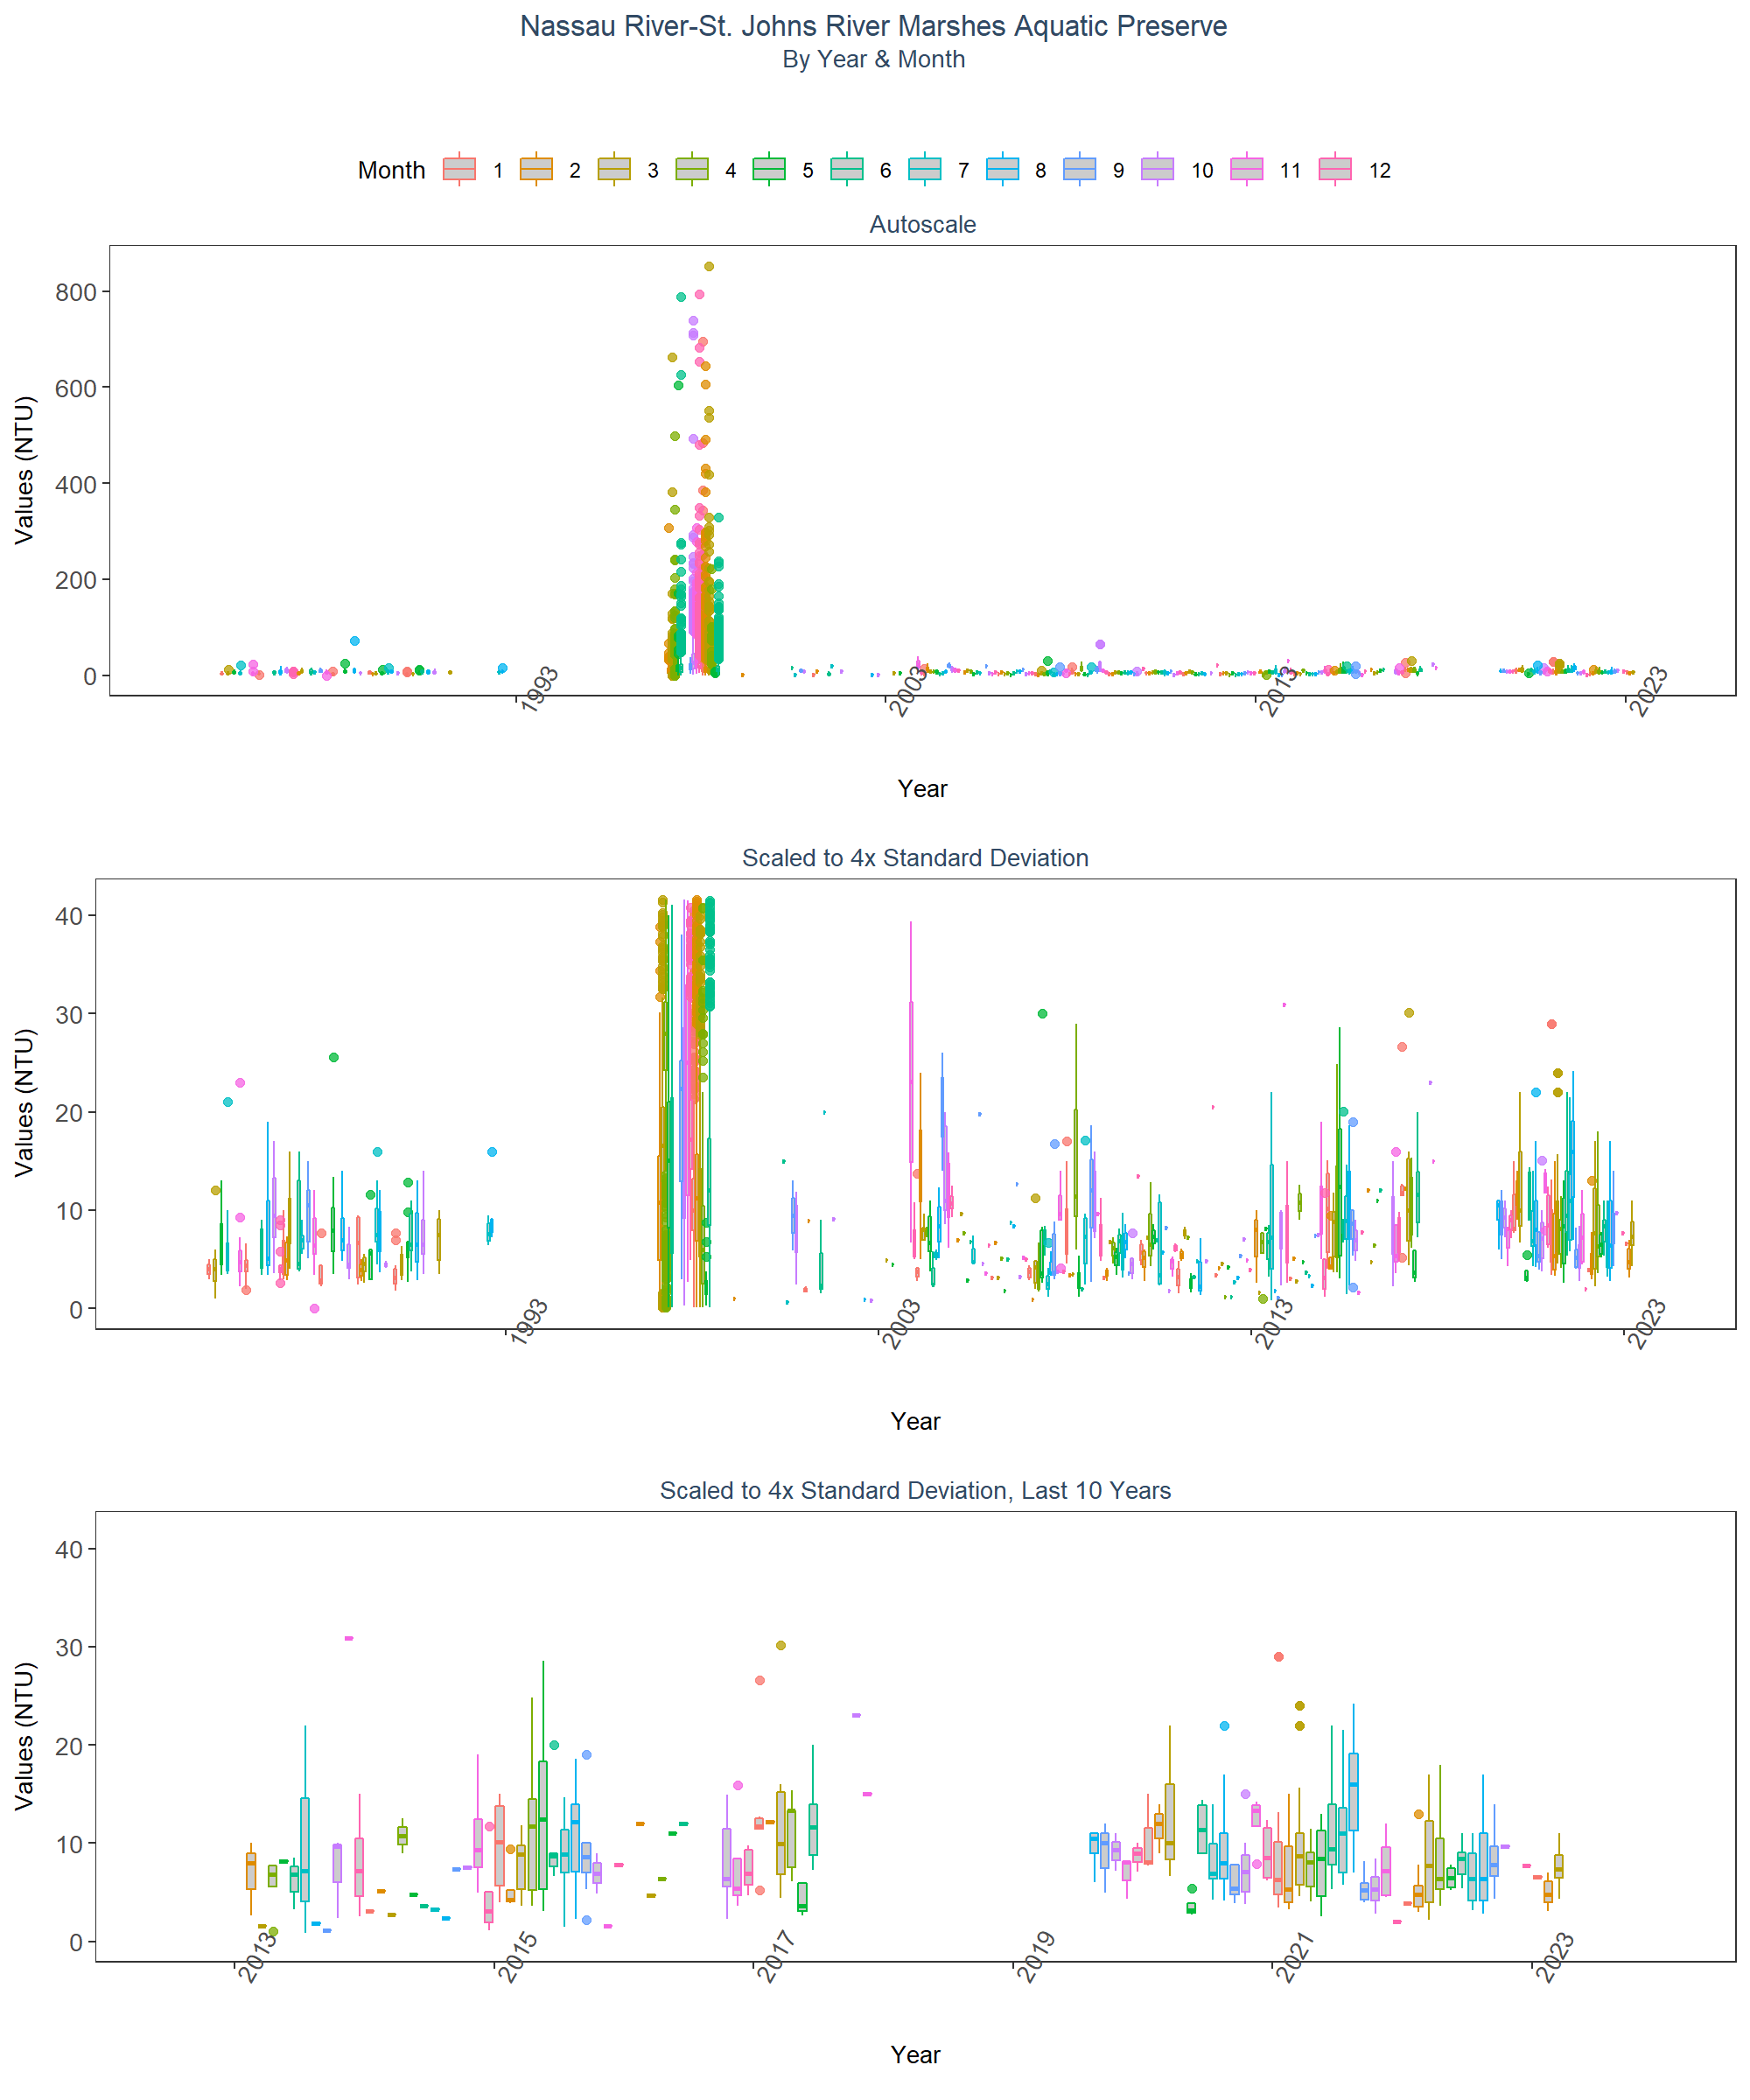 Nassau River-St. Johns River Marshes Aquatic Preserve
By Year & Month
Month 1 2 3 4 5 6 7 8 9 10 11 12
Autoscale
Values (NTU)
800
600
400
200
0
1993 2003 2013 2023
Year
Scaled to 4x Standard Deviation
Values (NTU)
40
30
20
10
0
1993 2003 2013 2023
Year
Scaled to 4x Standard Deviation, Last 10 Years
Values (NTU)
40
30
20
10
0
2013 2015 2017 2019 2021 2023
Year